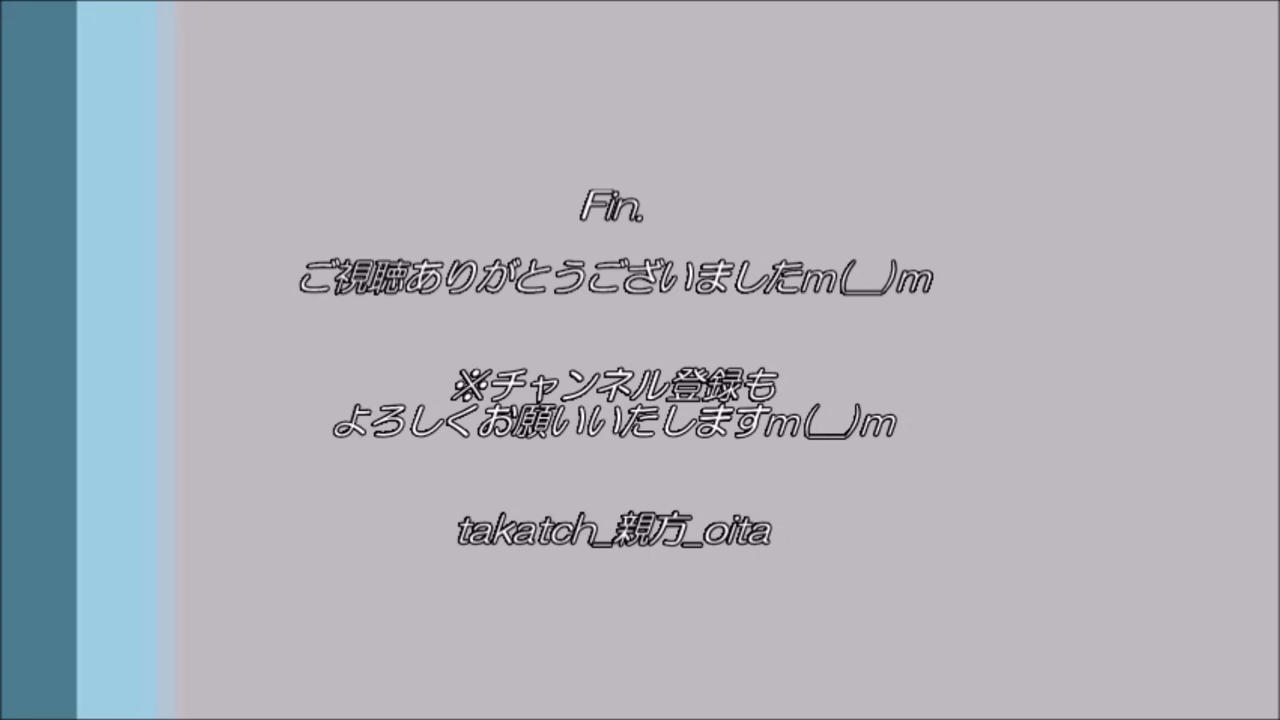 Fin.
ご視聴ありがとうございましたm(__)m
※チャンネル登録も
よろしくお願いいたしますm(__)m
takatch_親方_oita